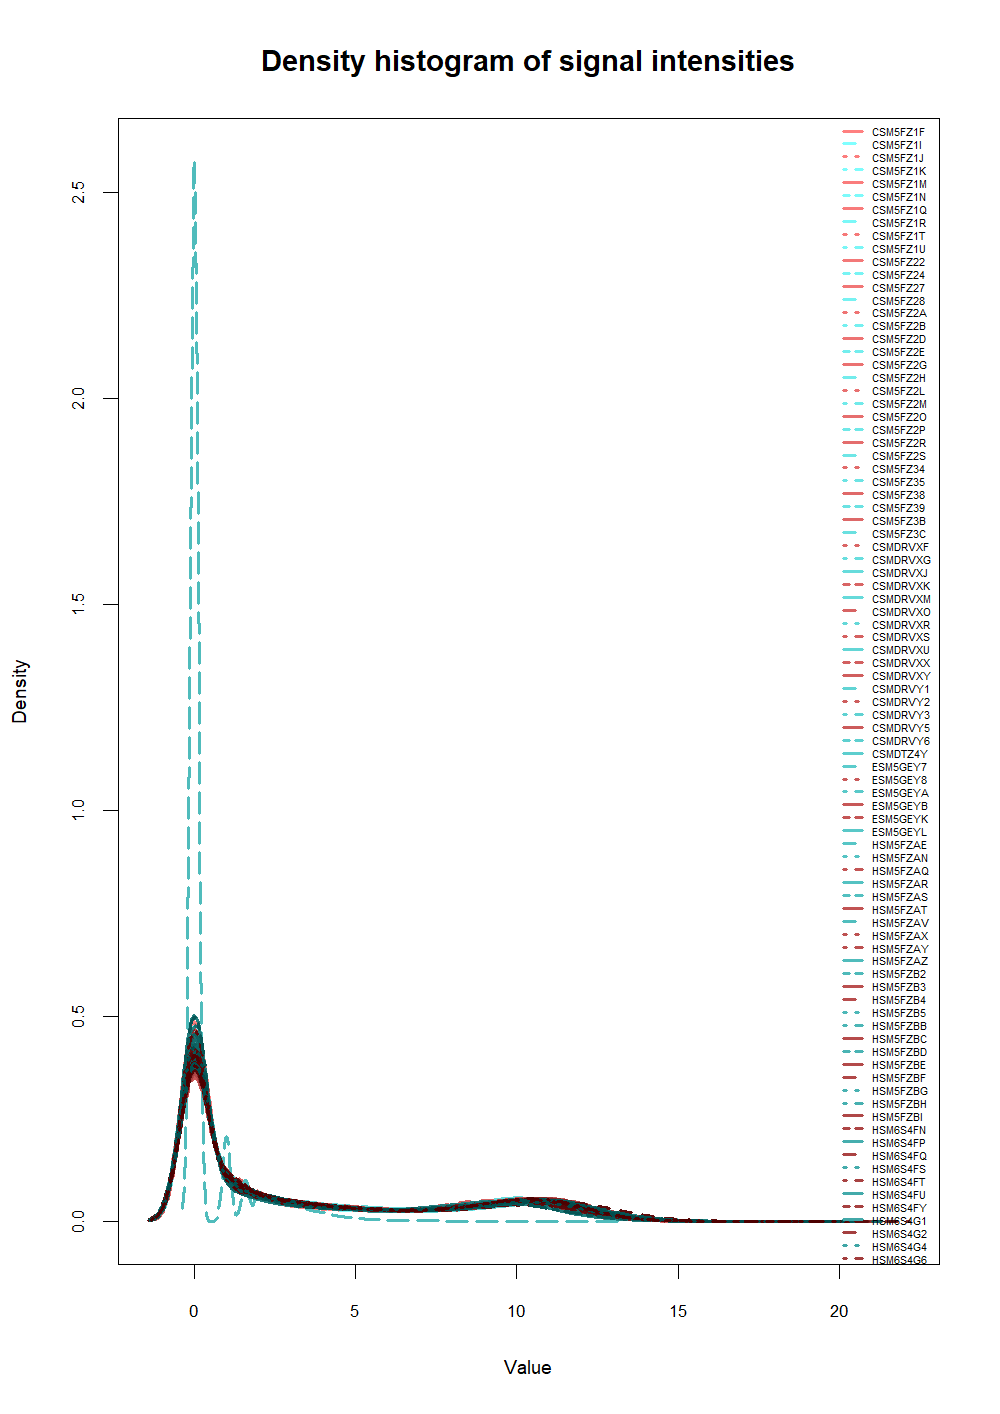 Density histogram of signal intensities
CSM5FZ1F
CSM5FZ1I
CSM5FZ1J
CSM5FZ1K
CSM5FZ1M
CSM5FZ1N
CSM5FZ1Q
CSM5FZ1R
CSM5FZ1T
CSM5FZ1U
CSM5FZ22
CSM5FZ24
CSM5FZ27
CSM5FZ28
CSM5FZ2A
CSM5FZ2B
CSM5FZ2D
CSM5FZ2E
CSM5FZ2G
CSM5FZ2H
CSM5FZ2L
CSM5FZ2M
CSM5FZ2O
CSM5FZ2P
CSM5FZ2R
CSM5FZ2S
CSM5FZ34
CSM5FZ35
CSM5FZ38
CSM5FZ39
CSM5FZ3B
CSM5FZ3C
CSMDRVXF
CSMDRVXG
CSMDRVXJ
CSMDRVXK
CSMDRVXM
CSMDRVXO
CSMDRVXR
CSMDRVXS
CSMDRVXU
CSMDRVXX
CSMDRVXY
CSMDRVY1
CSMDRVY2
CSMDRVY3
CSMDRVY5
CSMDRVY6
CSMDTZ4Y
ESM5GEY7
ESM5GEY8
ESM5GEYA
ESM5GEYB
ESM5GEYK
ESM5GEYL
HSM5FZAE
HSM5FZAN
HSM5FZAQ
HSM5FZAR
HSM5FZAS
HSM5FZAT
HSM5FZAV
HSM5FZAX
HSM5FZAY
HSM5FZAZ
HSM5FZB2
HSM5FZB3
HSM5FZB4
HSM5FZB5
HSM5FZBB
HSM5FZBC
HSM5FZBD
HSM5FZBE
HSM5FZBF
HSM5FZBG
HSM5FZBH
HSM5FZBI
HSM6S4FN
HSM6S4FP
HSM6S4FQ
HSM6S4FS
HSM6S4FT
HSM6S4FU
HSM6S4FY
HSM6S4G1
HSM6S4G2
HSM6S4G4
HSM6S4G6
2.5
2.0
1.5
1.0
0.5
0.0
Density
0 5 10 15 20
Value